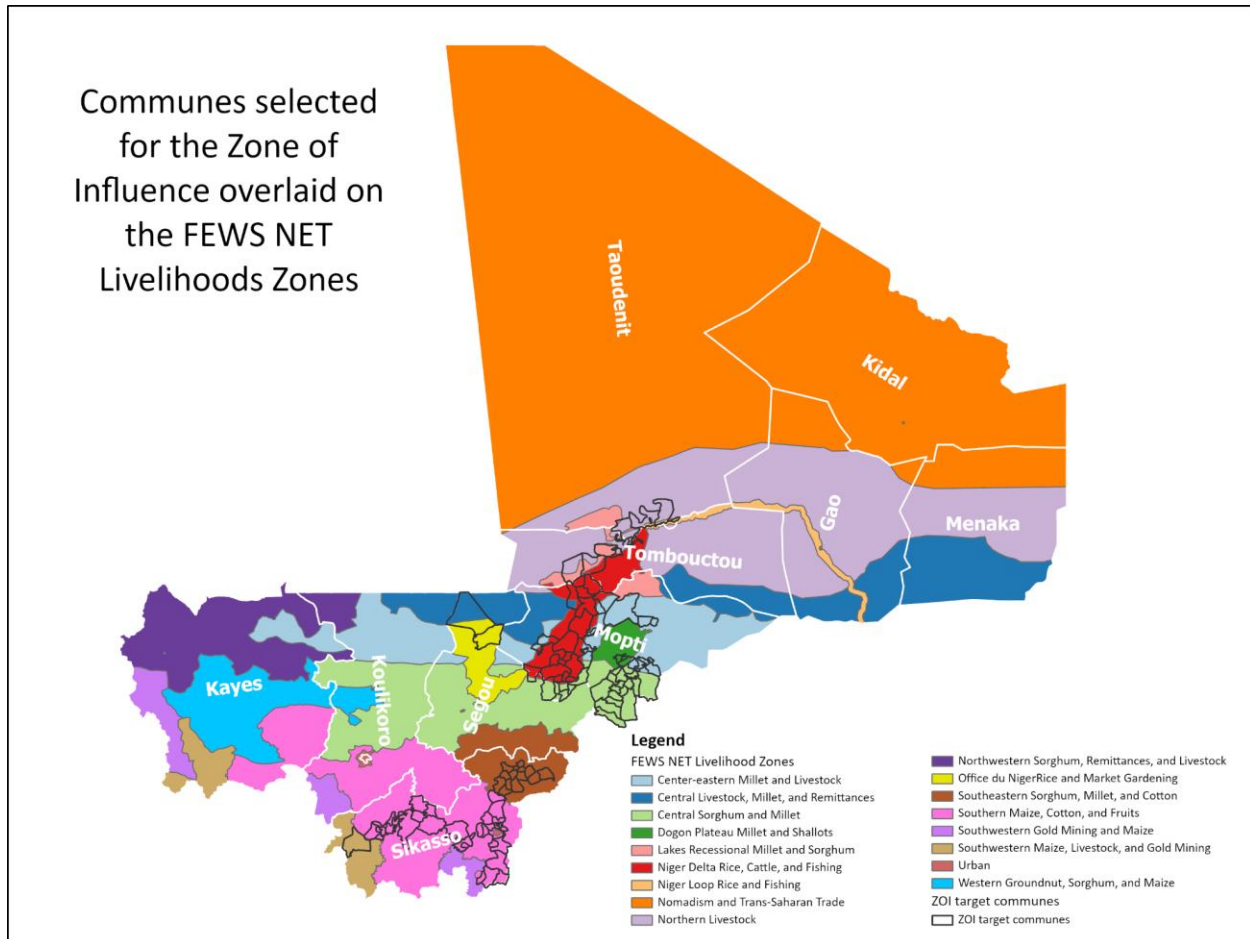 Communes selected
for the Zone of
Influence overlaid on
the FEWS NET
Livelihoods Zones
Taoudenit
Kidal
Gao
Menaka
Tombouctou
Mopti
Kayes
Koulikoro
Segou
Sikasso
Legend
FEWS NET Livelihood Zones
Center-eastern Millet and Livestock
Central Livestock, Millet, and Remittances
Central Sorghum and Millet
Dogon Plateau Millet and Shallots
Lakes Recessional Millet and Sorghum
Niger Delta Rice, Cattle, and Fishing
Niger Loop Rice and Fishing
Nomadism and Trans-Saharan Trade
Northern Livestock
Northwestern Sorghum, Remittances, and Livestock
Office du NigerRice and Market Gardening
Southeastern Sorghum, Millet, and Cotton
Southern Maize, Cotton, and Fruits
Southwestern Gold Mining and Maize
Southwestern Maize, Livestock, and Gold Mining
Urban
Western Groundnut, Sorghum, and Maize
ZOI target communes
ZOI target communes